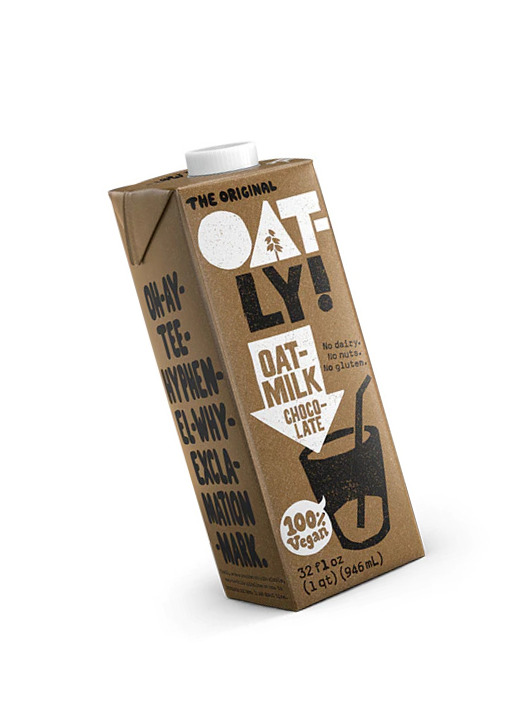 THE ORIGINAL
OAT-
LY!
OAT-
MILK
CHOCO-
LATE
No dairy.
No nuts.
No gluten.
100%
Vegan
32 fl oz
(1 qt) (946 mL)
OH-AY-
TEE-
HYPHEN-
EL-WHY-
EXCLA-
MATION
-MARK.